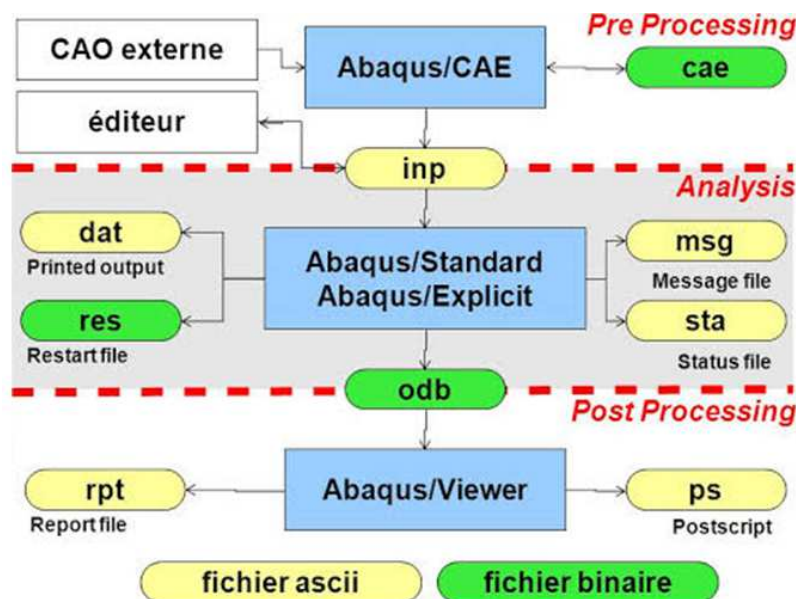 Pre Processing
CAO externe
Abaqus/CAE
cae
éditeur
inp
Analysis
dat
Printed output
Abaqus/Standard
Abaqus/Explicit
msg
Message file
res
Restart file
sta
Status file
odb
Post Processing
rpt
Report file
Abaqus/Viewer
ps
Postscript
fichier ascii
fichier binaire